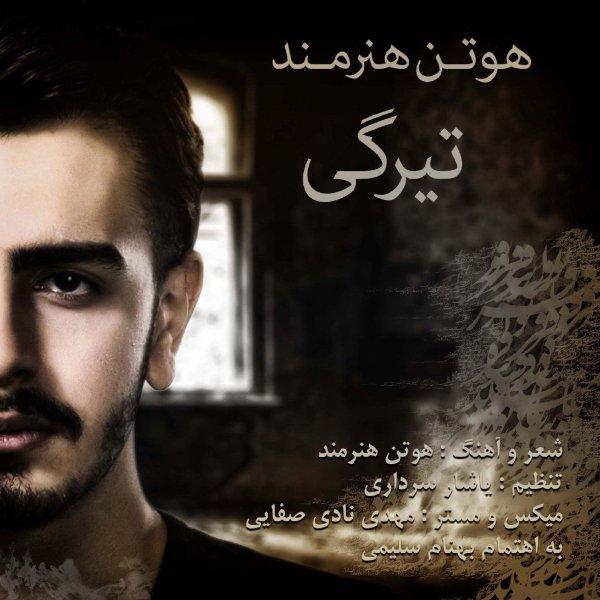 هوتن هنرمند
تیرگی
شعر و آهنگ : هوتن هنرمند
تنظیم : یاشار سرداری
میکس و مستر : مهدی نادی صفایی
به اهتمام بهنام سلیمی